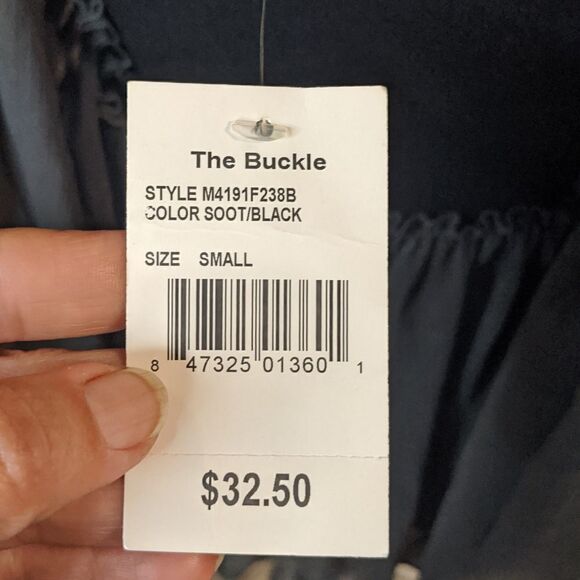 The Buckle
STYLE M4191F238B
COLOR SOOT/BLACK
SIZE SMALL
8 47325 01360 1
$32.50